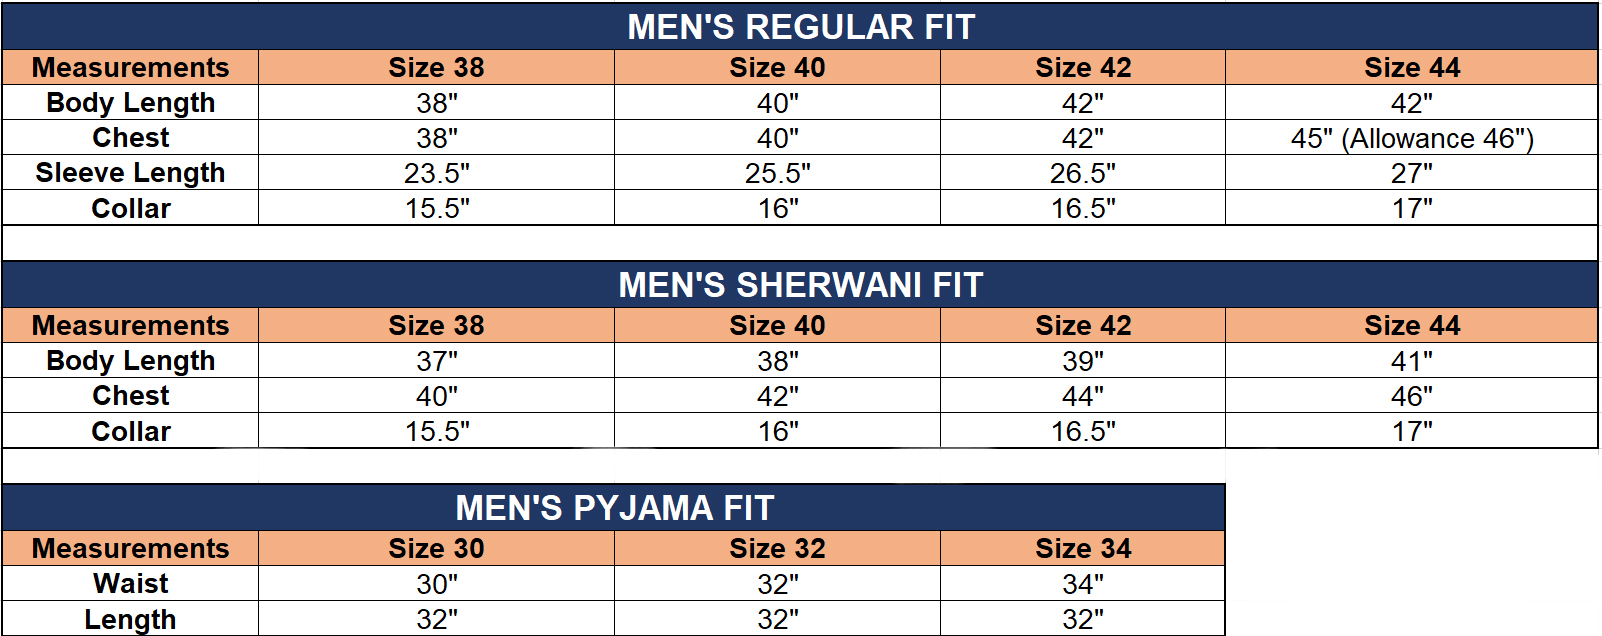 MEN'S REGULAR FIT
Measurements Size 38 Size 40 Size 42 Size 44
Body Length 38" 40" 42" 42"
Chest 38" 40" 42" 45" (Allowance 46")
Sleeve Length 23.5" 25.5" 26.5" 27"
Collar 15.5" 16" 16.5" 17"
MEN'S SHERWANI FIT
Measurements Size 38 Size 40 Size 42 Size 44
Body Length 37" 38" 39" 41"
Chest 40" 42" 44" 46"
Collar 15.5" 16" 16.5" 17"
MEN'S PYJAMA FIT
Measurements Size 30 Size 32 Size 34
Waist 30" 32" 34"
Length 32" 32" 32"